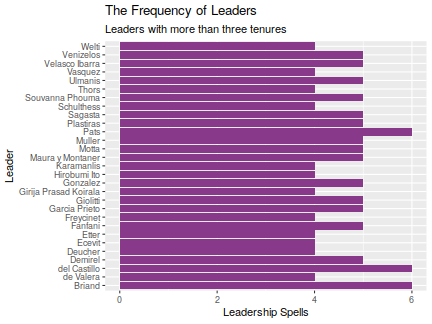 The Frequency of Leaders
Leaders with more than three tenures
Welti
Venizelos
Velasco Ibarra
Vasquez
Ulmanis
Thors
Souvanna Phouma
Schulthess
Sagasta
Plastiras
Pats
Muller
Motta
Maura y Montaner
Karamanlis
Hirobumi Ito
Gonzalez
Girija Prasad Koirala
Giolitti
Garcia Prieto
Freycinet
Fanfani
Etter
Ecevit
Deucher
Demirel
del Castillo
de Valera
Briand
Leader
0 2 4 6
Leadership Spells